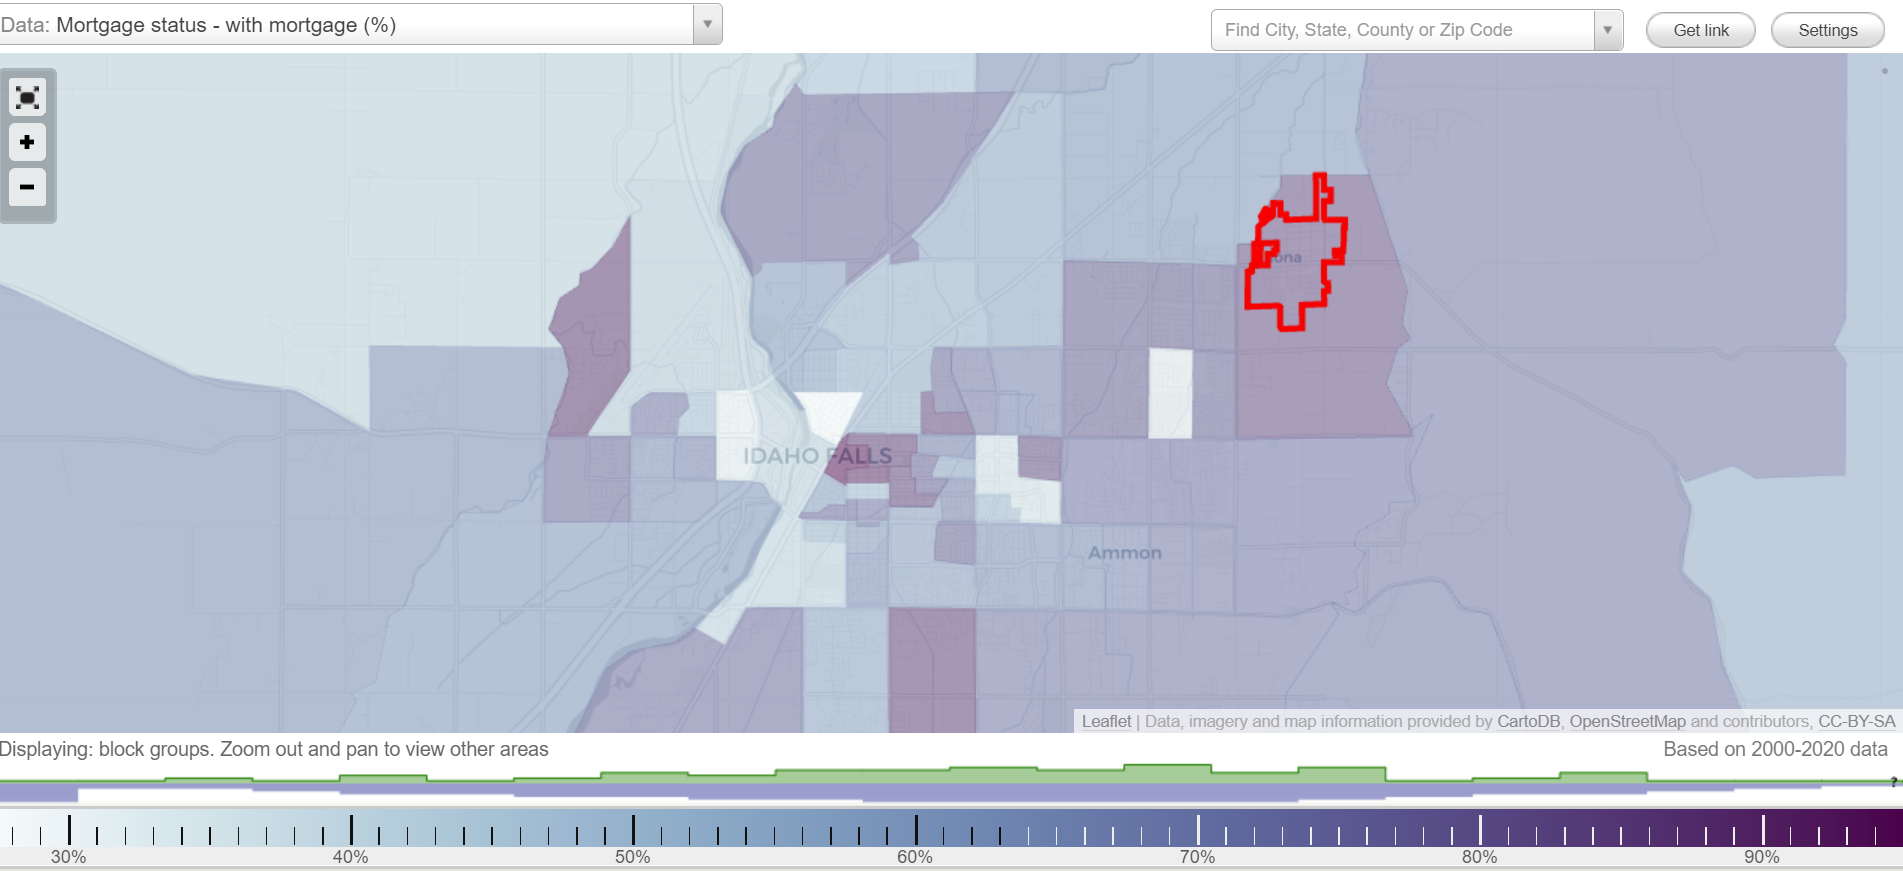 Data: Mortgage status - with mortgage (%)
Find City, State, County or Zip Code
Get link
Settings
ona
IDAHO FALLS
Ammon
Leaflet | Data, imagery and map information provided by CartoDB, OpenStreetMap and contributors, CC-BY-SA
Displaying: block groups. Zoom out and pan to view other areas
Based on 2000-2020 data
?
30% 40% 50% 60% 70% 80% 90%